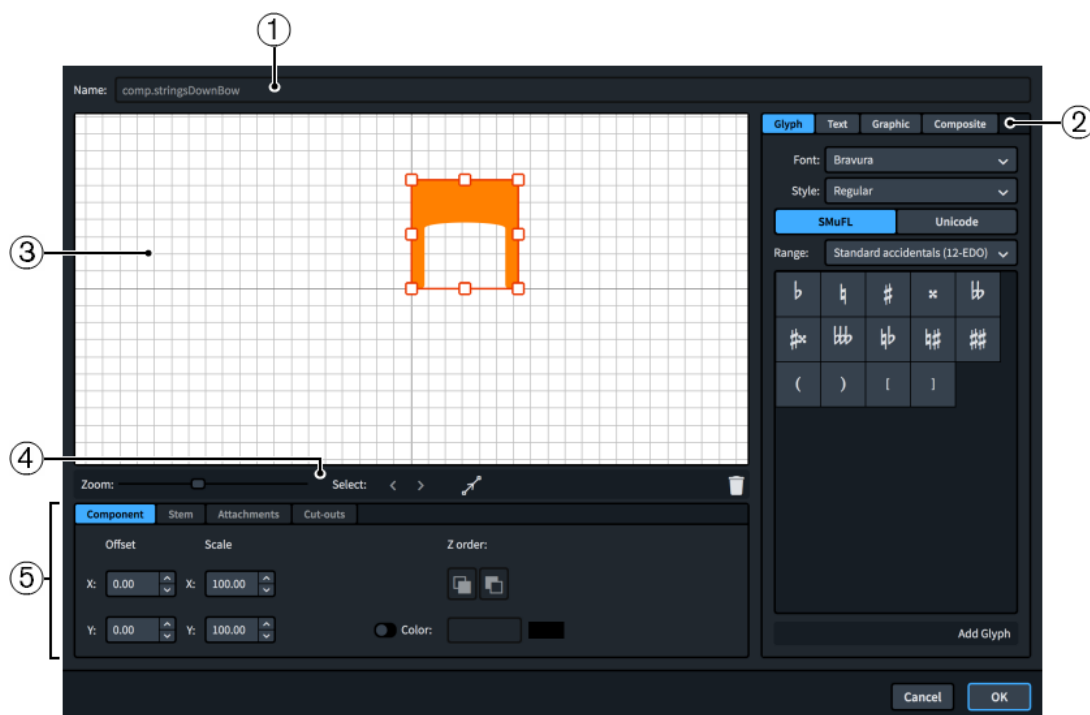 ①
Name: comp.stringsDownBow
Glyph Text Graphic Composite
②
Font: Bravura
Style: Regular
SMuFL Unicode
③
Range: Standard accidentals (12-EDO)
( ) [ ]
④
Zoom: Select: < >
Component Stem Attachments Cut-outs
Offset Scale Z order:
⑤
X: 0.00 X: 100.00
Y: 0.00 Y: 100.00 Color:
Add Glyph
Cancel OK